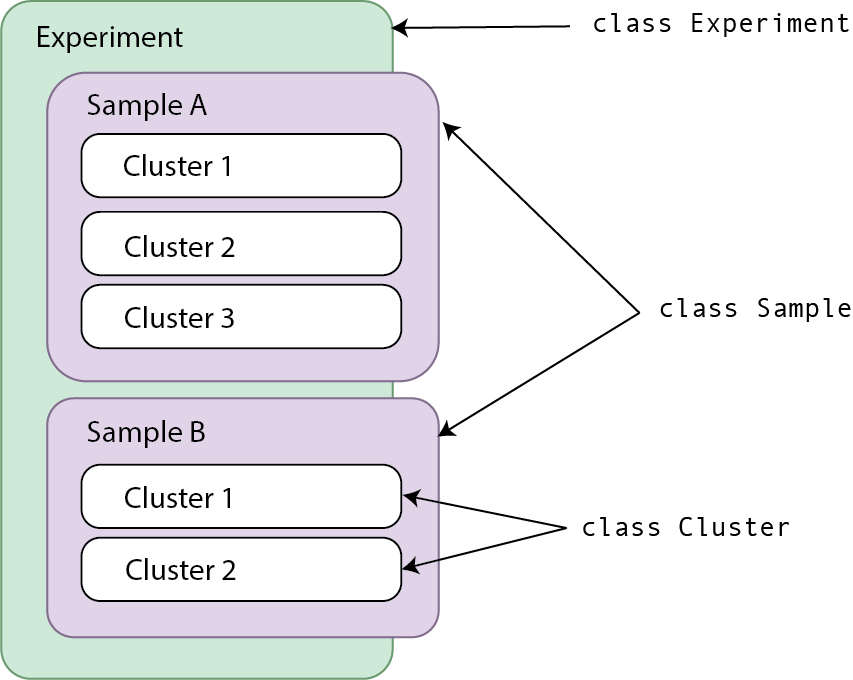 Experiment
class Experiment
Sample A
Cluster 1
Cluster 2
Cluster 3
class Sample
Sample B
Cluster 1
class Cluster
Cluster 2